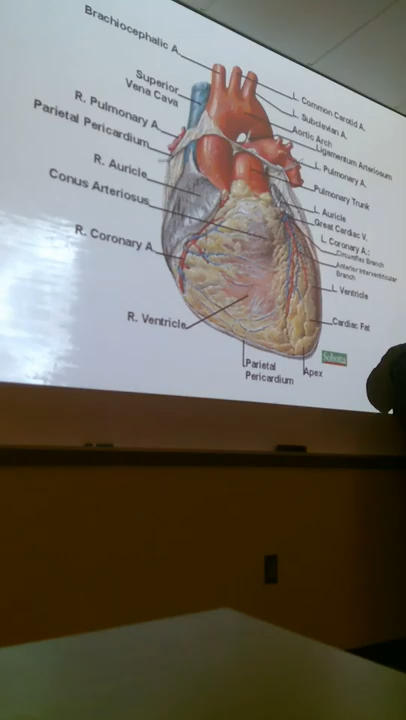 Brachiocephalic A.
Superior
Vena Cava
R. Pulmonary A.
Parietal Pericardium
R. Auricle
Conus Arteriosus
R. Coronary A.
R. Ventricle
L. Common Carotid A.
L. Subclavian A.
Aortic Arch
Ligamentum Arteriosum
L. Pulmonary A.
Pulmonary Trunk
L. Auricle
Great Cardiac V.
L. Coronary A.:
Circumflex Branch
Anterior Interventricular
Branch
L. Ventricle
Cardiac Fat
Sobotta
Parietal
Pericardium
Apex